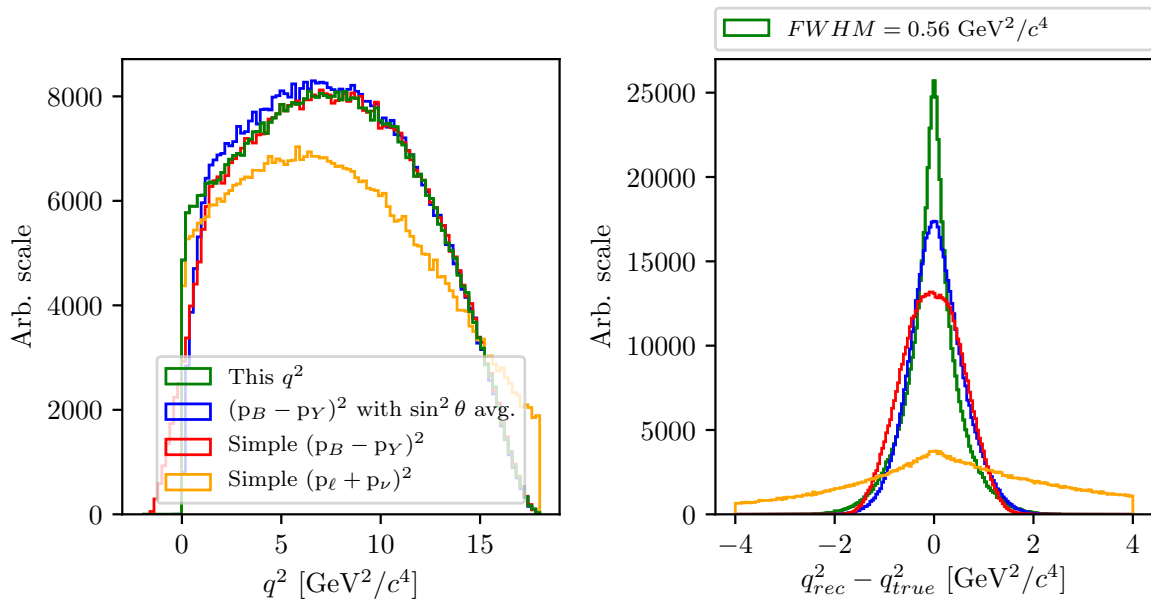 8000
6000
4000
2000
0
Arb. scale
This q²
(p_B − p_Y)² with sin² θ avg.
Simple (p_B − p_Y)²
Simple (p_ℓ + p_ν)²
0 5 10 15
q² [GeV²/c⁴]
FWHM = 0.56 GeV²/c⁴
25000
20000
15000
10000
5000
0
Arb. scale
−4 −2 0 2 4
q²_rec − q²_true [GeV²/c⁴]